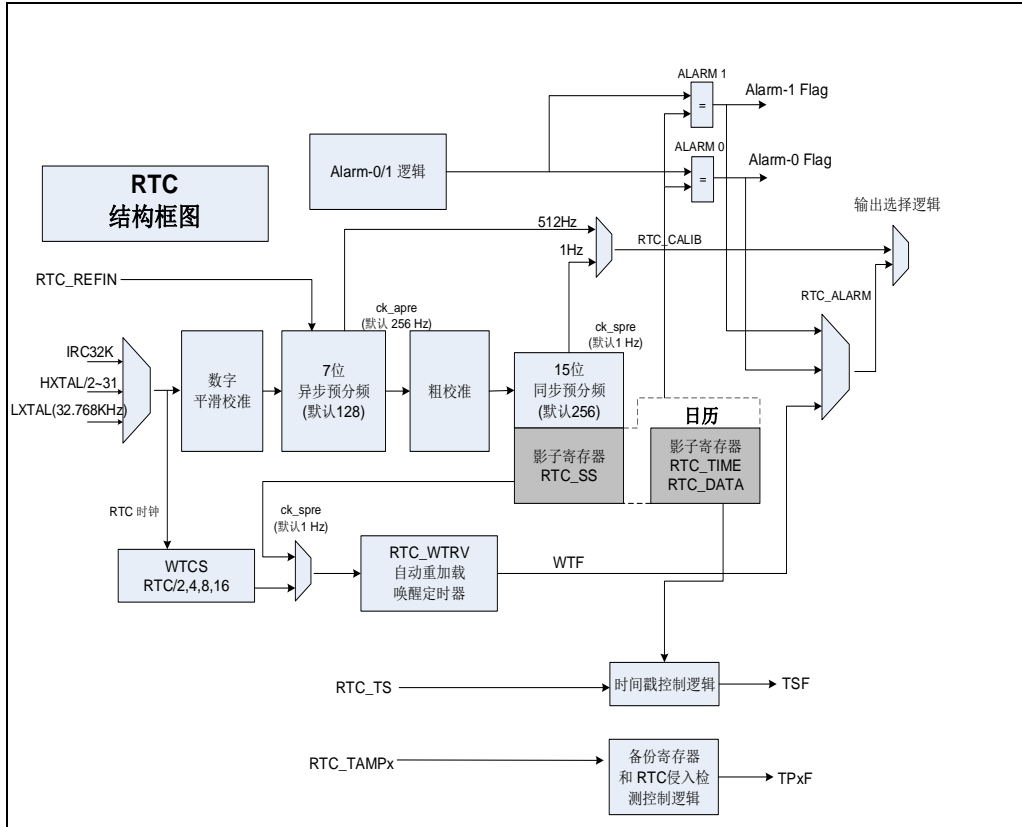 RTC
结构框图
ALARM 1
=
Alarm-1 Flag
Alarm-0/1 逻辑
ALARM 0
=
Alarm-0 Flag
输出选择逻辑
512Hz
1Hz
RTC_CALIB
RTC_ALARM
RTC_REFIN
ck_apre
(默认 256 Hz)
ck_spre
(默认1 Hz)
IRC32K
HXTAL/2~31
LXTAL(32.768KHz)
数字
平滑校准
7位
异步预分频
(默认128)
粗校准
15位
同步预分频
(默认256)
日历
影子寄存器
RTC_SS
影子寄存器
RTC_TIME
RTC_DATA
RTC 时钟
ck_spre
(默认1 Hz)
WTCS
RTC/2,4,8,16
RTC_WTRV
自动重加载
唤醒定时器
WTF
RTC_TS
时间戳控制逻辑
TSF
RTC_TAMPx
备份寄存器
和 RTC侵入检
测控制逻辑
TPxF